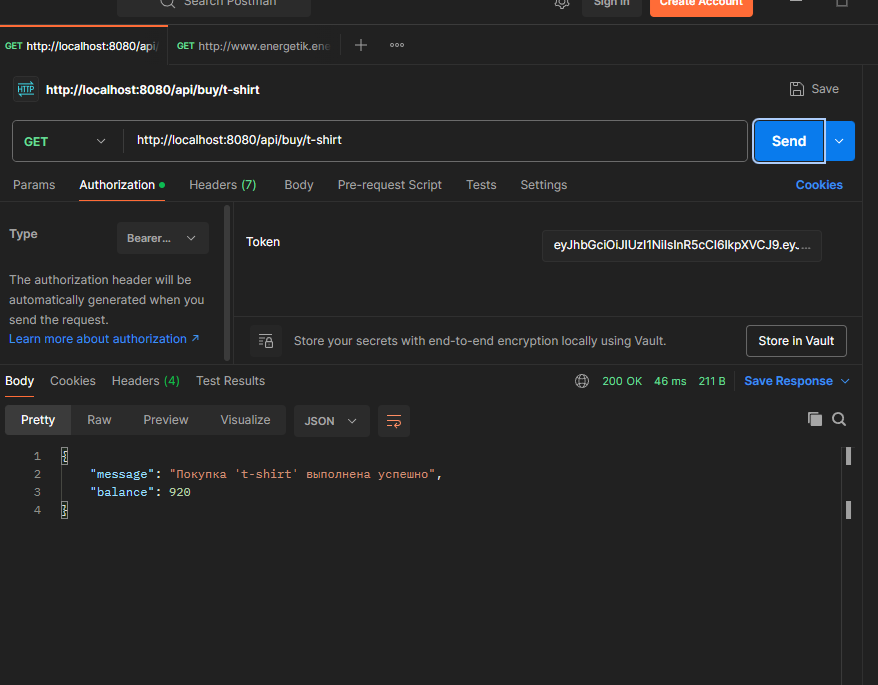 Search Postman
Sign In
Create Account
GET http://localhost:8080/api/
GET http://www.energetik.ene
HTTP http://localhost:8080/api/buy/t-shirt
Save
GET http://localhost:8080/api/buy/t-shirt
Send
Params Authorization Headers (7) Body Pre-request Script Tests Settings Cookies
Type Bearer...
Token
The authorization header will be
automatically generated when you
send the request.
Learn more about authorization ↗
Store your secrets with end-to-end encryption locally using Vault.
Store in Vault
Body Cookies Headers (4) Test Results 200 OK 46 ms 211 B Save Response
Pretty Raw Preview Visualize JSON
1 {
2 "message": "Покупка 't-shirt' выполнена успешно",
3 "balance": 920
4 }